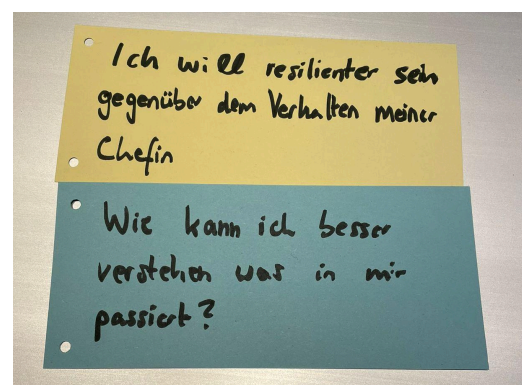 Ich will resilienter sein
gegenüber dem Verhalten meiner
Chefin
Wie kann ich besser
verstehen was in mir
passiert?